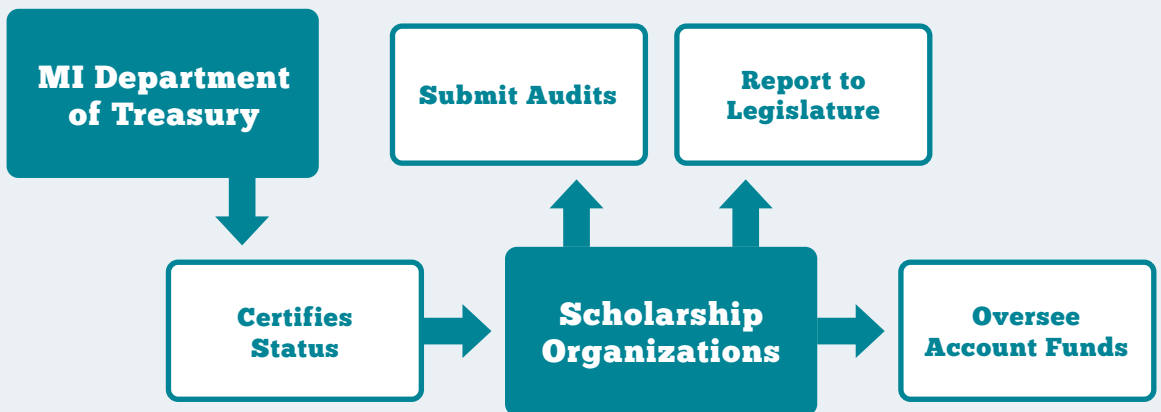 MI Department
of Treasury
Submit Audits
Report to
Legislature
Certifies
Status
Scholarship
Organizations
Oversee
Account Funds